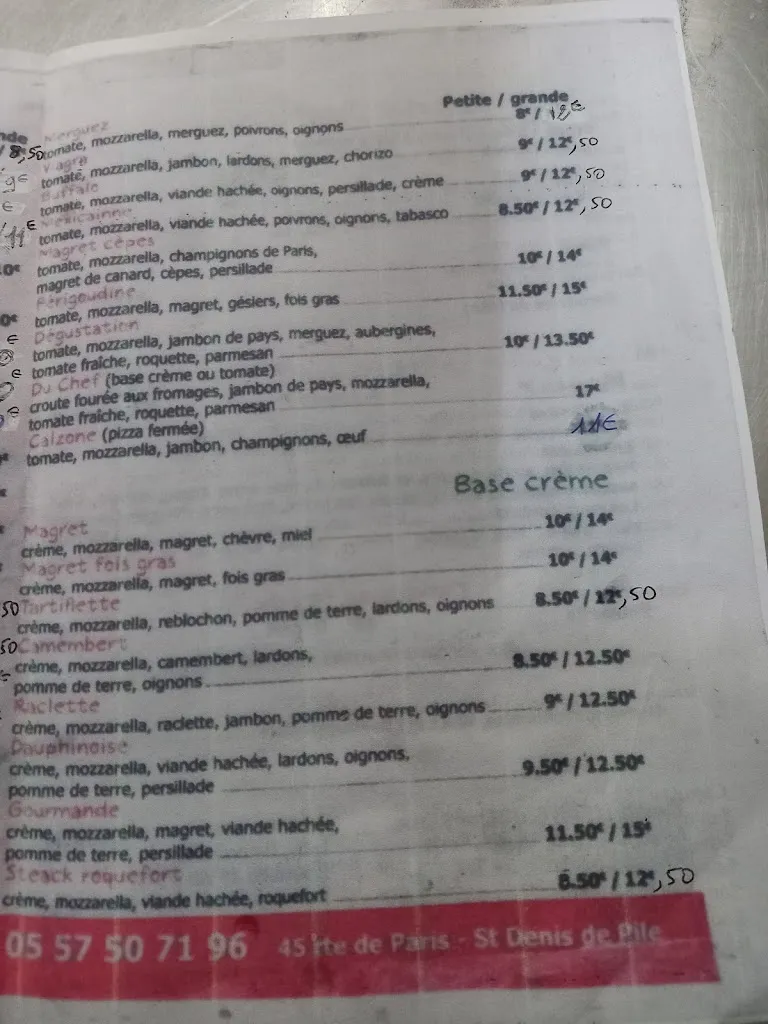 Petite / grande
Merguez
8€ / 12€
tomate, mozzarella, merguez, poivrons, oignons
9€ / 12€,50
tomate, mozzarella, jambon, lardons, merguez, chorizo
Buffalo
9€ / 12€,50
tomate, mozzarella, viande hachée, oignons, persillade, crème
Mexicainne
8.50€ / 12€,50
tomate, mozzarella, viande hachée, poivrons, oignons, tabasco
Magret cèpes
tomate, mozzarella, champignons de Paris,
magret de canard, cèpes, persillade 10€ / 14€
Périgoudine
tomate, mozzarella, magret, gésiers, fois gras 11.50€ / 15€
Dégustation
tomate, mozzarella, jambon de pays, merguez, aubergines,
tomate fraîche, roquette, parmesan 10€ / 13.50€
Du Chef (base crème ou tomate)
croute fourée aux fromages, jambon de pays, mozzarella,
tomate fraîche, roquette, parmesan 17€
Calzone (pizza fermée)
tomate, mozzarella, jambon, champignons, œuf 11€
Base crème
Magret
crème, mozzarella, magret, chèvre, miel 10€ / 14€
Magret fois gras
crème, mozzarella, magret, fois gras 10€ / 14€
Tartiflette
crème, mozzarella, reblochon, pomme de terre, lardons, oignons 8.50€ / 12€,50
Camembert
crème, mozzarella, camembert, lardons,
pomme de terre, oignons 8.50€ / 12.50€
Raclette
crème, mozzarella, raclette, jambon, pomme de terre, oignons 9€ / 12.50€
Dauphinoise
crème, mozzarella, viande hachée, lardons, oignons,
pomme de terre, persillade 9.50€ / 12.50€
Gourmande
crème, mozzarella, magret, viande hachée,
pomme de terre, persillade 11.50€ / 15€
Steack roquefort
crème, mozzarella, viande hachée, roquefort 8.50€ / 12€,50
05 57 50 71 96 45 rte de Paris - St Denis de Pile